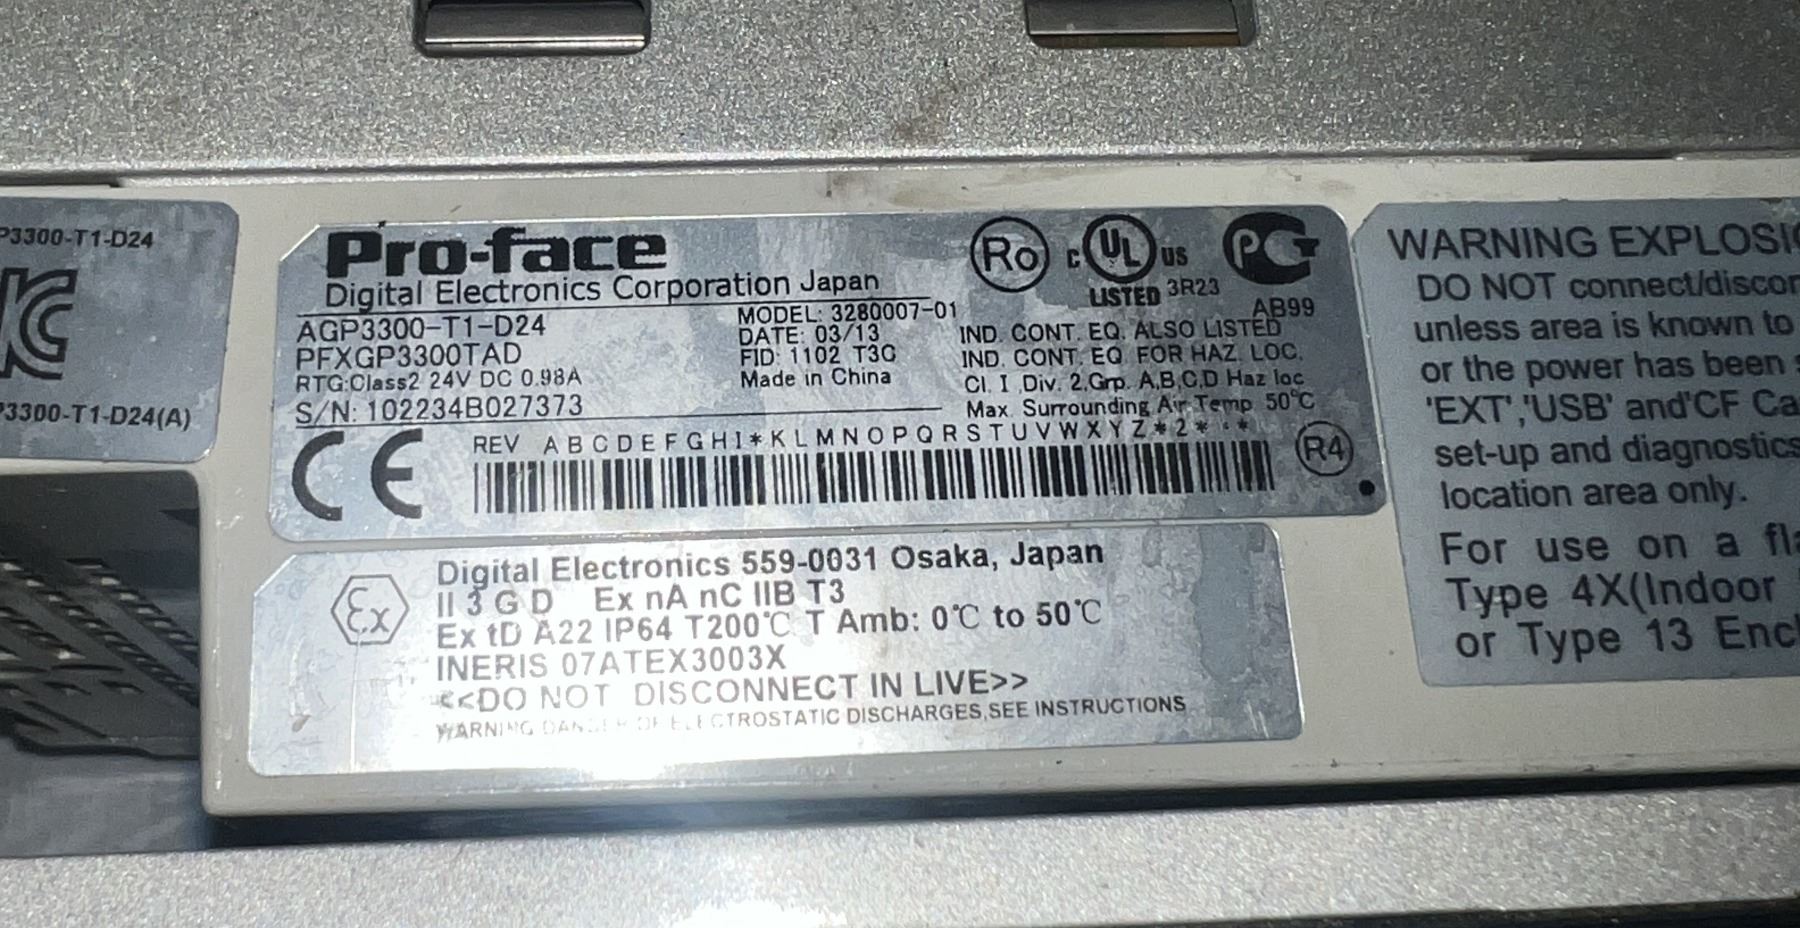 P3300-T1-D24
3300-T1-D24(A)
Pro-face
Digital Electronics Corporation Japan
AGP3300-T1-D24
PFXGP3300TAD
RTG:Class2 24V DC 0.98A
S/N: 102234B027373
MODEL: 3280007-01
DATE: 03/13
FID: 1102 T3C
Made in China
Ro
c UL US
LISTED 3R23
AB99
IND. CONT. EQ. ALSO LISTED
IND. CONT. EQ FOR HAZ. LOC.
Cl. I ,Div. 2,Grp. A,B,C,D Haz loc
Max. Surrounding Air Temp 50°C
CE
REV A B C D E F G H I * K L M N O P Q R S T U V W X Y Z * 2 * * *
R4
Ex
Digital Electronics 559-0031 Osaka, Japan
II 3 G D Ex nA nC IIB T3
Ex tD A22 IP64 T200℃ T Amb: 0℃ to 50℃
INERIS 07ATEX3003X
<<DO NOT DISCONNECT IN LIVE>>
WARNING DANGER OF ELECTROSTATIC DISCHARGES,SEE INSTRUCTIONS
WARNING EXPLOSI
DO NOT connect/discon
unless area is known to
or the power has been
'EXT','USB' and'CF Ca
set-up and diagnostics
location area only.
For use on a fla
Type 4X(Indoor
or Type 13 Encl